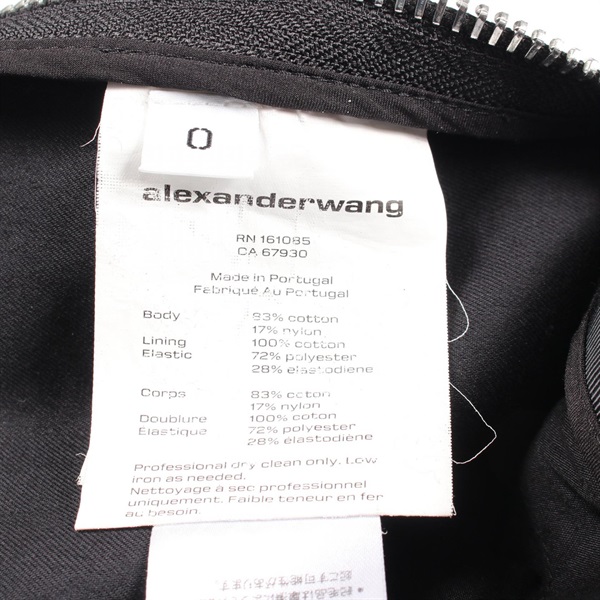 0
alexanderwang
RN 161085
CA 67930
Made in Portugal
Fabriqué Au Portugal
Body 83% cotton
17% nylon
Lining 100% cotton
Elastic 72% polyester
28% elastodiene
Corps 83% coton
17% nylon
Doublure 100% coton
Élastique 72% polyester
28% élastodiène
Professional dry clean only. Low
iron as needed.
Nettoyage à sec professionnel
uniquement. Faible teneur en fer
au besoin.